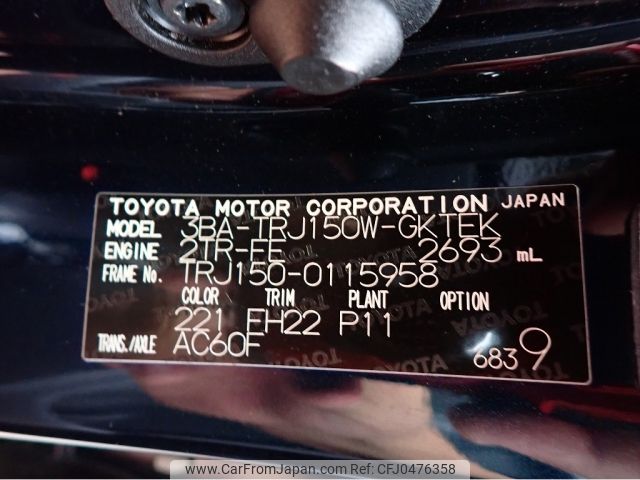 TOYOTA MOTOR CORPORATION JAPAN
MODEL 3BA-TRJ150W-GKTEK
ENGINE 2TR-FE 2693 mL
FRAME No. TRJ150-0115958
COLOR TRIM PLANT OPTION
221 EH22 P11
TRANS./AXLE AC60F
6839
www.CarFromJapan.com | Ref No. CFJ0476358